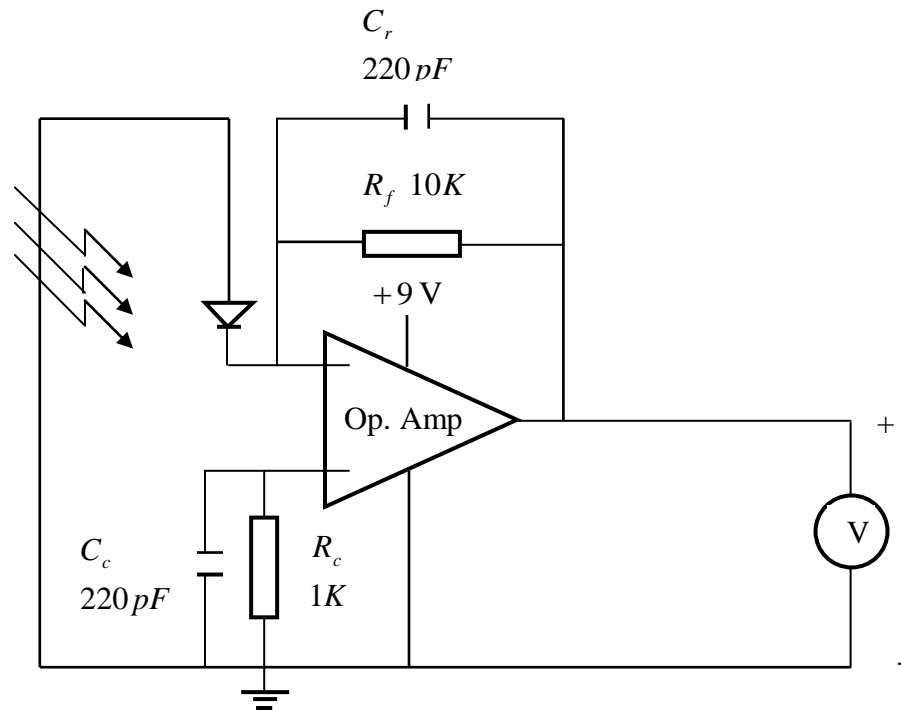 C_r
220 pF
R_f 10K
+9 V
Op. Amp
+
V
C_c
220 pF
R_c
1K
-